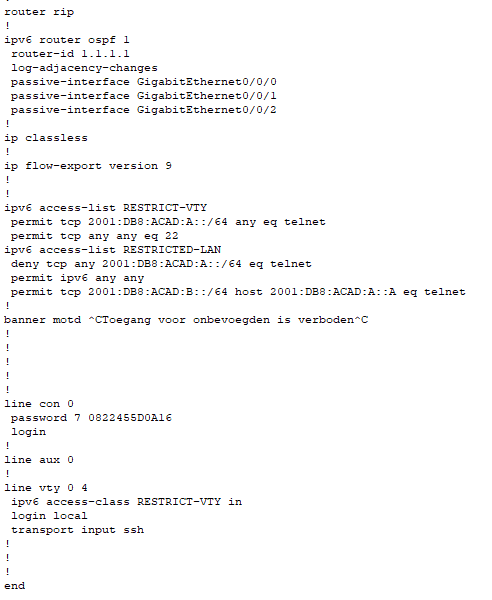 router rip
!
ipv6 router ospf 1
 router-id 1.1.1.1
 log-adjacency-changes
 passive-interface GigabitEthernet0/0/0
 passive-interface GigabitEthernet0/0/1
 passive-interface GigabitEthernet0/0/2
!
ip classless
!
ip flow-export version 9
!
!
ipv6 access-list RESTRICT-VTY
 permit tcp 2001:DB8:ACAD:A::/64 any eq telnet
 permit tcp any any eq 22
ipv6 access-list RESTRICTED-LAN
 deny tcp any 2001:DB8:ACAD:A::/64 eq telnet
 permit ipv6 any any
 permit tcp 2001:DB8:ACAD:B::/64 host 2001:DB8:ACAD:A::A eq telnet
!
banner motd ^CToegang voor onbevoegden is verboden^C
!
!
!
!
!
line con 0
 password 7 0822455D0A16
 login
!
line aux 0
!
line vty 0 4
 ipv6 access-class RESTRICT-VTY in
 login local
 transport input ssh
!
!
!
end